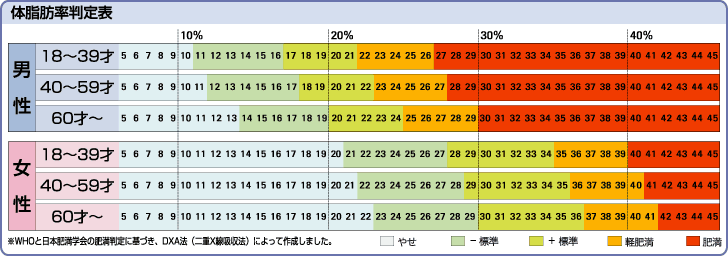 体脂肪率判定表
10% 20% 30% 40%
男性
18〜39才 5 6 7 8 9 10 11 12 13 14 15 16 17 18 19 20 21 22 23 24 25 26 27 28 29 30 31 32 33 34 35 36 37 38 39 40 41 42 43 44 45
40〜59才 5 6 7 8 9 10 11 12 13 14 15 16 17 18 19 20 21 22 23 24 25 26 27 28 29 30 31 32 33 34 35 36 37 38 39 40 41 42 43 44 45
60才〜 5 6 7 8 9 10 11 12 13 14 15 16 17 18 19 20 21 22 23 24 25 26 27 28 29 30 31 32 33 34 35 36 37 38 39 40 41 42 43 44 45
女性
18〜39才 5 6 7 8 9 10 11 12 13 14 15 16 17 18 19 20 21 22 23 24 25 26 27 28 29 30 31 32 33 34 35 36 37 38 39 40 41 42 43 44 45
40〜59才 5 6 7 8 9 10 11 12 13 14 15 16 17 18 19 20 21 22 23 24 25 26 27 28 29 30 31 32 33 34 35 36 37 38 39 40 41 42 43 44 45
60才〜 5 6 7 8 9 10 11 12 13 14 15 16 17 18 19 20 21 22 23 24 25 26 27 28 29 30 31 32 33 34 35 36 37 38 39 40 41 42 43 44 45
※WHOと日本肥満学会の肥満判定に基づき、DXA法（二重X線吸収法）によって作成しました。 やせ －標準 ＋標準 軽肥満 肥満